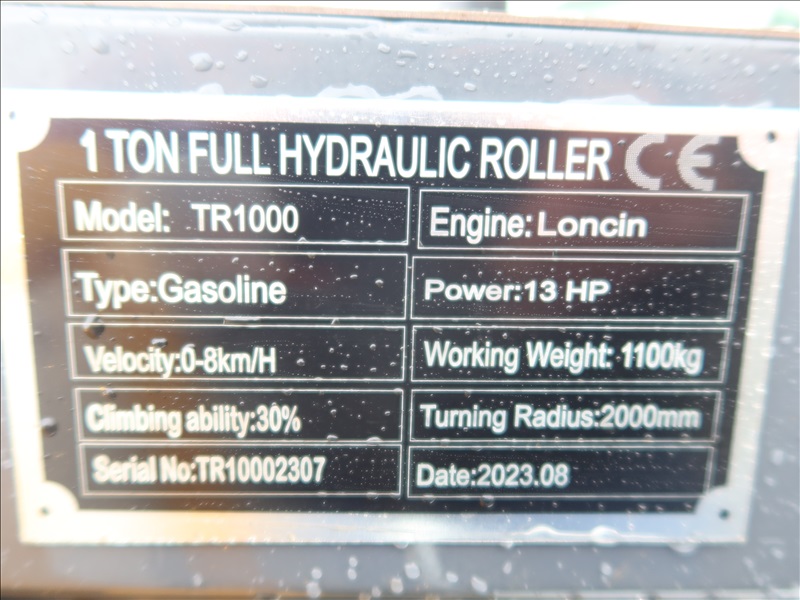 1 TON FULL HYDRAULIC ROLLER CE
Model: TR1000
Engine: Loncin
Type:Gasoline
Power:13 HP
Velocity:0-8km/H
Working Weight: 1100kg
Climbing ability:30%
Turning Radius:2000mm
Serial No:TR10002307
Date:2023.08